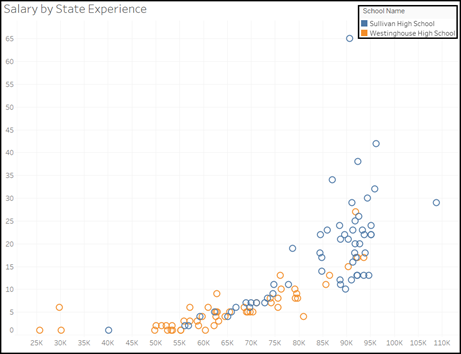 Salary by State Experience
School Name
Sullivan High School
Westinghouse High School
65
60
55
50
45
40
35
30
25
20
15
10
5
0
25K 30K 35K 40K 45K 50K 55K 60K 65K 70K 75K 80K 85K 90K 95K 100K 105K 110K